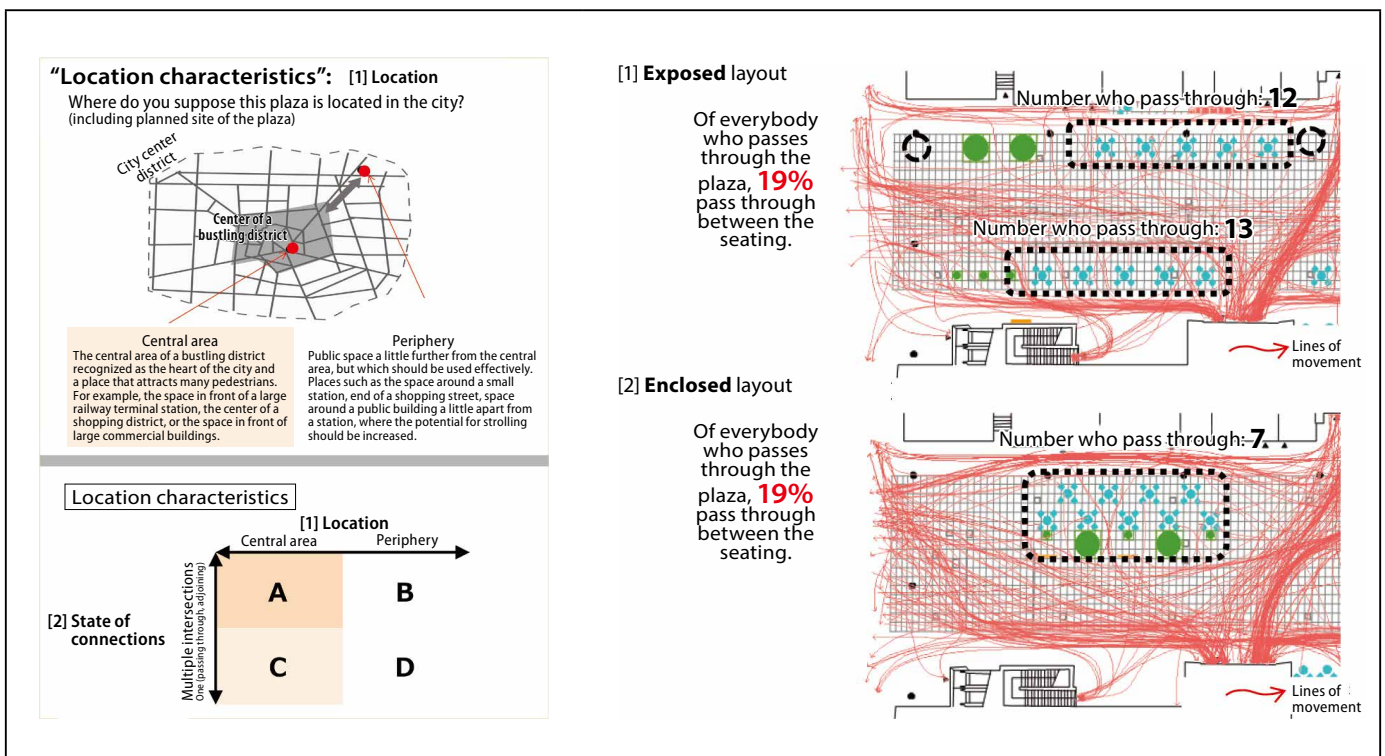 “Location characteristics”: [1] Location
Where do you suppose this plaza is located in the city?
(including planned site of the plaza)
City center
district
Center of a
bustling district
Central area
The central area of a bustling district
recognized as the heart of the city and
a place that attracts many pedestrians.
For example, the space in front of a large
railway terminal station, the center of a
shopping district, or the space in front of
large commercial buildings.
Periphery
Public space a little further from the central
area, but which should be used effectively.
Places such as the space around a small
station, end of a shopping street, space
around a public building a little apart from
a station, where the potential for strolling
should be increased.
Location characteristics
[1] Location
Central area
Periphery
[2] State of
connections
Multiple intersections
One (passing through, adjoining)
A
B
C
D
[1] Exposed layout
Of everybody
who passes
through the
plaza, 19%
pass through
between the
seating.
Number who pass through: 12
Number who pass through: 13
Lines of
movement
[2] Enclosed layout
Of everybody
who passes
through the
plaza, 19%
pass through
between the
seating.
Number who pass through: 7
Lines of
movement